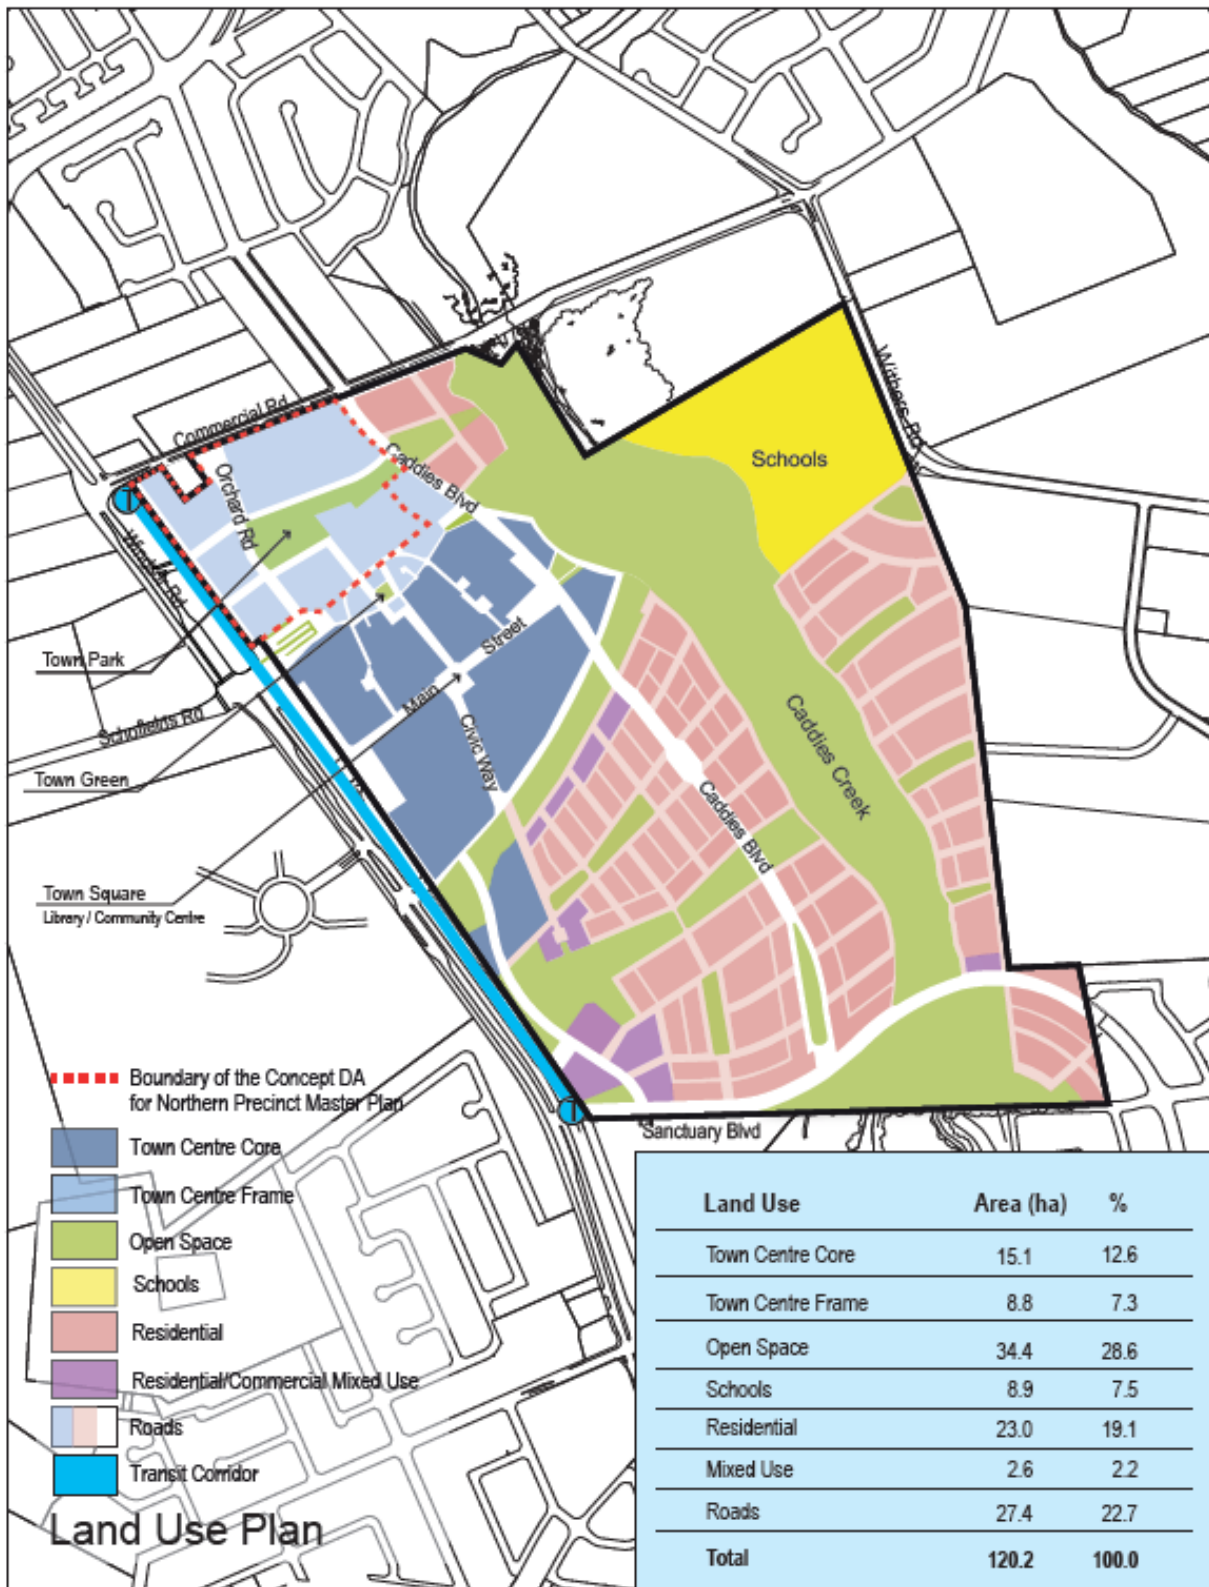 Withers Rd
Schools
Commercial Rd
Orchard Rd
Caddies Blvd
Windsor Rd
Town Park
Street
Main
Schofields Rd
Civic Way
Town Green
Caddies Creek
Caddies Blvd
Town Square
Library / Community Centre
Boundary of the Concept DA
for Northern Precinct Master Plan
Sanctuary Blvd
Town Centre Core
Town Centre Frame
Open Space
Schools
Residential
Residential/Commercial Mixed Use
Roads
Transit Corridor
Land Use Plan
Land Use Area (ha) %
Town Centre Core 15.1 12.6
Town Centre Frame 8.8 7.3
Open Space 34.4 28.6
Schools 8.9 7.5
Residential 23.0 19.1
Mixed Use 2.6 2.2
Roads 27.4 22.7
Total 120.2 100.0